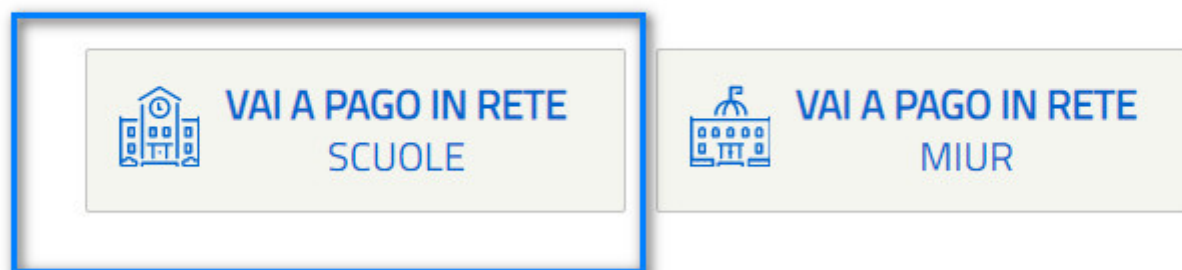 VAI A PAGO IN RETE
SCUOLE
VAI A PAGO IN RETE
MIUR